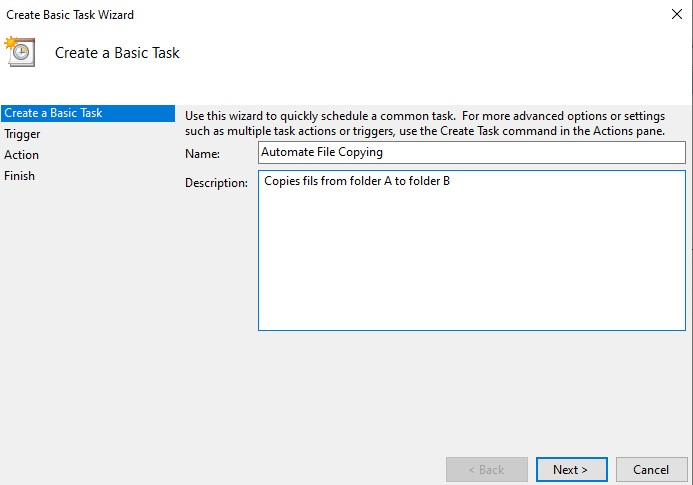 Create Basic Task Wizard
Create a Basic Task
Create a Basic Task
Use this wizard to quickly schedule a common task.  For more advanced options or settings
such as multiple task actions or triggers, use the Create Task command in the Actions pane.
Trigger
Name: Automate File Copying
Action
Finish
Description: Copies fils from folder A to folder B
< Back Next > Cancel